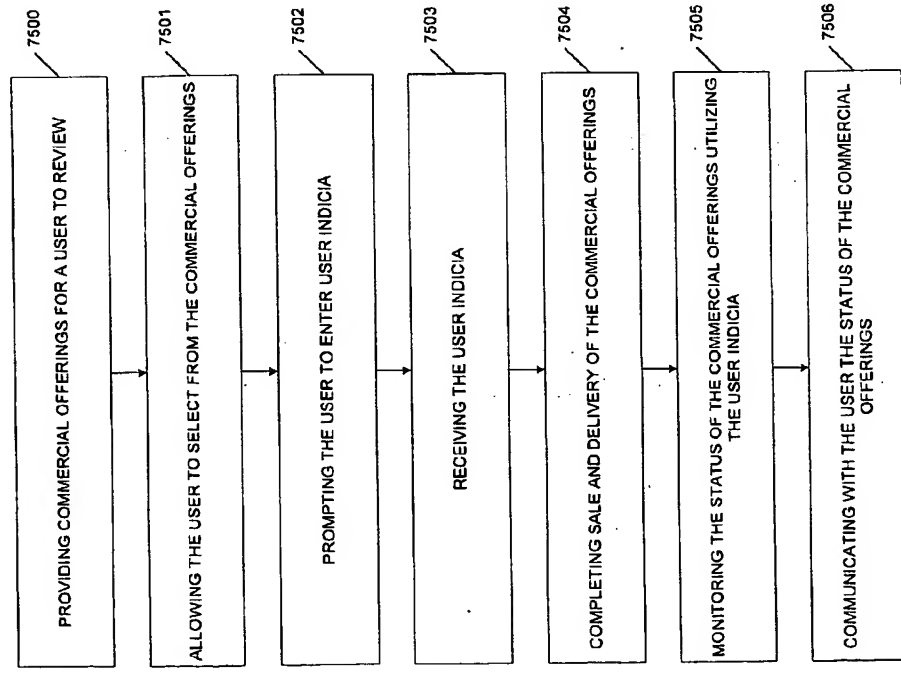 7500
PROVIDING COMMERCIAL OFFERINGS FOR A USER TO REVIEW
7501
ALLOWING THE USER TO SELECT FROM THE COMMERCIAL OFFERINGS
7502
PROMPTING THE USER TO ENTER USER INDICIA
7503
RECEIVING THE USER INDICIA
7504
COMPLETING SALE AND DELIVERY OF THE COMMERCIAL OFFERINGS
7505
MONITORING THE STATUS OF THE COMMERCIAL OFFERINGS UTILIZING
THE USER INDICIA
7506
COMMUNICATING WITH THE USER THE STATUS OF THE COMMERCIAL
OFFERINGS